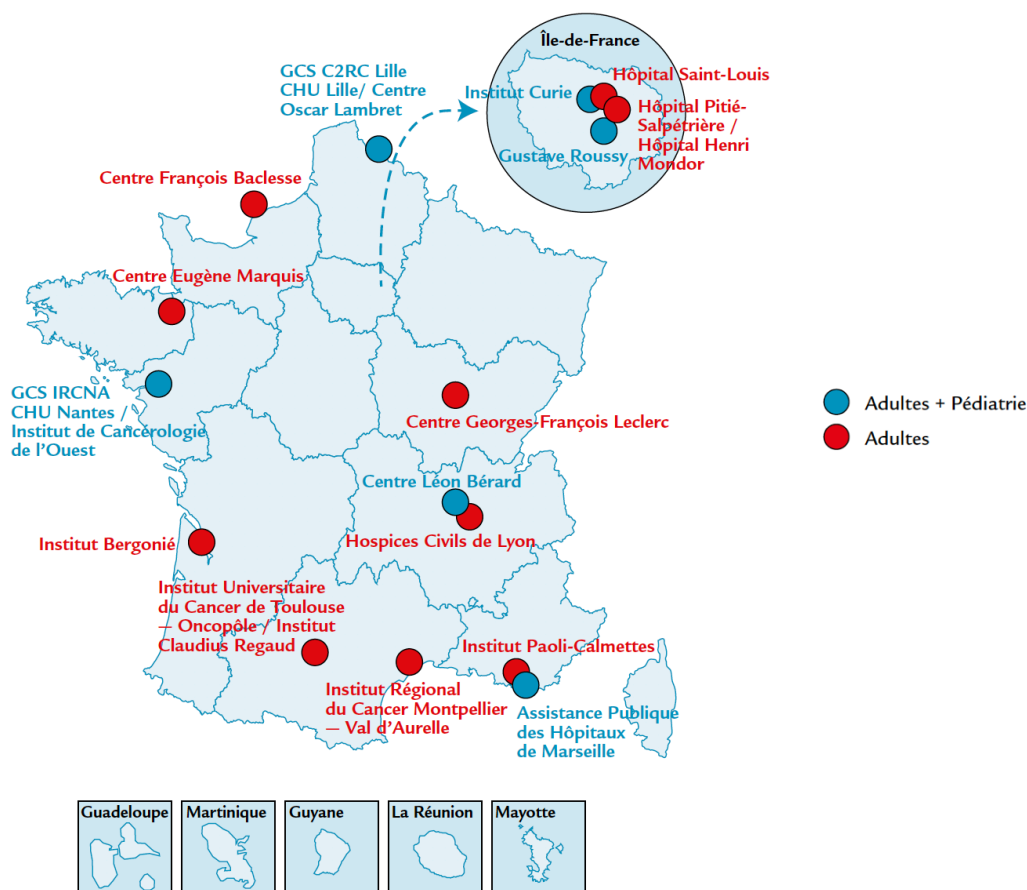 Île-de-France
Hôpital Saint-Louis
Institut Curie
Hôpital Pitié-
Salpétrière /
Hôpital Henri
Mondor
Gustave Roussy
GCS C2RC Lille
CHU Lille/ Centre
Oscar Lambret
Centre François Baclesse
Centre Eugène Marquis
GCS IRCNA
CHU Nantes /
Institut de Cancérologie
de l'Ouest
Centre Georges-François Leclerc
Adultes + Pédiatrie
Adultes
Centre Léon Bérard
Hospices Civils de Lyon
Institut Bergonié
Institut Universitaire
du Cancer de Toulouse
— Oncopôle / Institut
Claudius Regaud
Institut Paoli-Calmettes
Institut Régional
du Cancer Montpellier
— Val d'Aurelle
Assistance Publique
des Hôpitaux
de Marseille
Guadeloupe
Martinique
Guyane
La Réunion
Mayotte